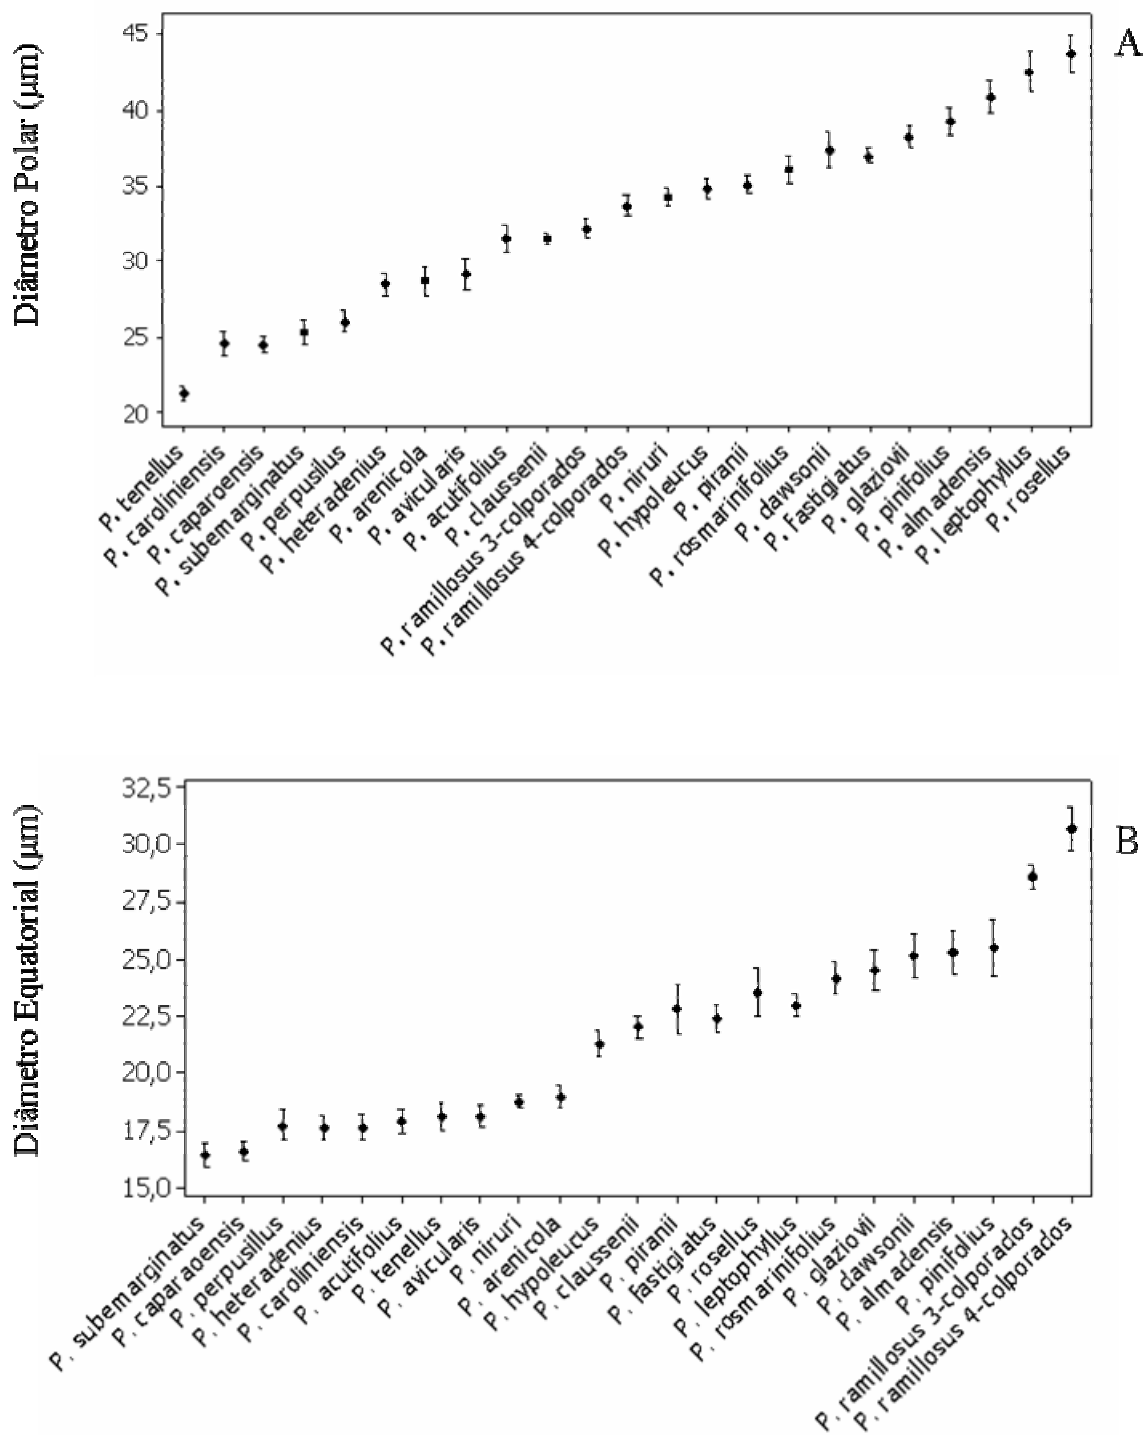 A
Diâmetro Polar (µm)
45
40
35
30
25
20
P. tenellus
P. caroliniensis
P. caparoensis
P. submarginatus
P. perpusilus
P. heteradenius
P. arenicola
P. avicularis
P. acutifolius
P. claussenii
P. ramillosus 3-colporados
P. ramillosus 4-colporados
P. niruri
P. hypoleucus
P. piranii
P. rosmarinifolius
P. dawsonii
P. Fastigiatus
P. glaziovii
P. pinifolius
P. almadensis
P. leptophyllus
P. rosellus
B
Diâmetro Equatorial (µm)
32,5
30,0
27,5
25,0
22,5
20,0
17,5
15,0
P. subemarginatus
P. caparaoensis
P. perpusillus
P. heteradenius
P. caroliniensis
P. acutifolius
P. tenellus
P. avicularis
P. niruri
P. arenicola
P. hypoleucus
P. claussenii
P. piranii
P. Fastigiatus
P. rosellus
P. leptophyllus
P. rosmarinifolius
P. glaziovii
P. dawsonii
P. almadensis
P. pinifolius
P. ramillosus 3-colporados
P. ramillosus 4-colporados